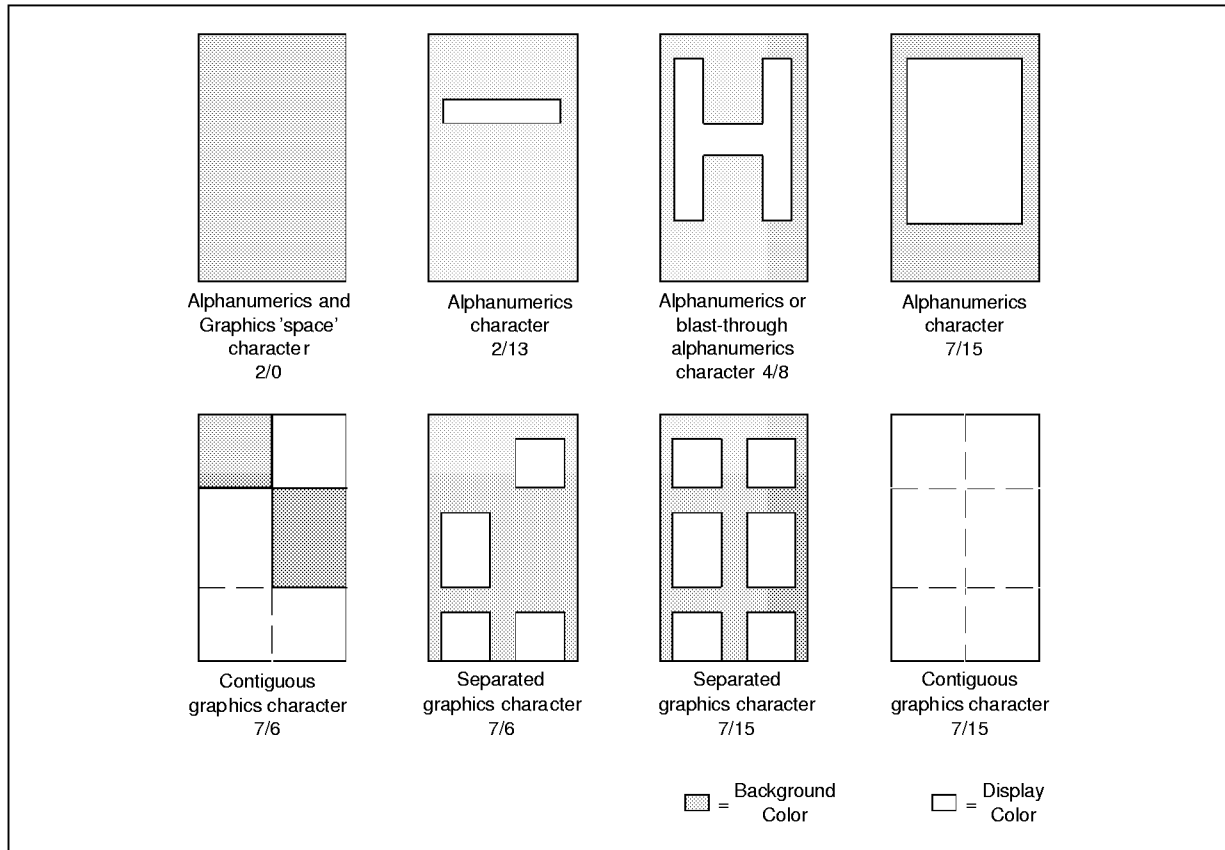 Alphanumerics and
Graphics 'space'
character
2/0
Alphanumerics
character
2/13
Alphanumerics or
blast-through
alphanumerics
character 4/8
Alphanumerics
character
7/15
Contiguous
graphics character
7/6
Separated
graphics character
7/6
Separated
graphics character
7/15
Contiguous
graphics character
7/15
= Background
Color
= Display
Color